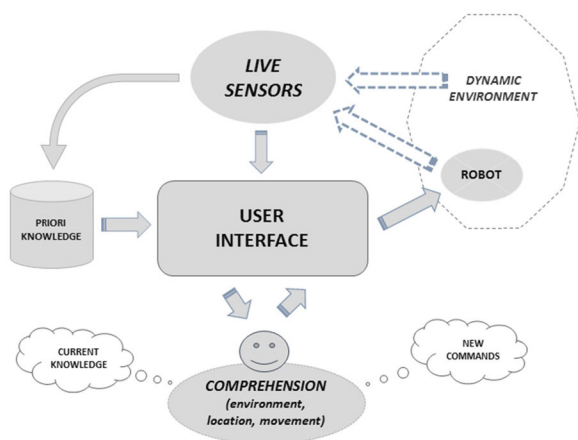 LIVE
SENSORS
DYNAMIC
ENVIRONMENT
ROBOT
PRIORI
KNOWLEDGE
USER
INTERFACE
CURRENT
KNOWLEDGE
NEW
COMMANDS
COMPREHENSION
(environment,
location, movement)